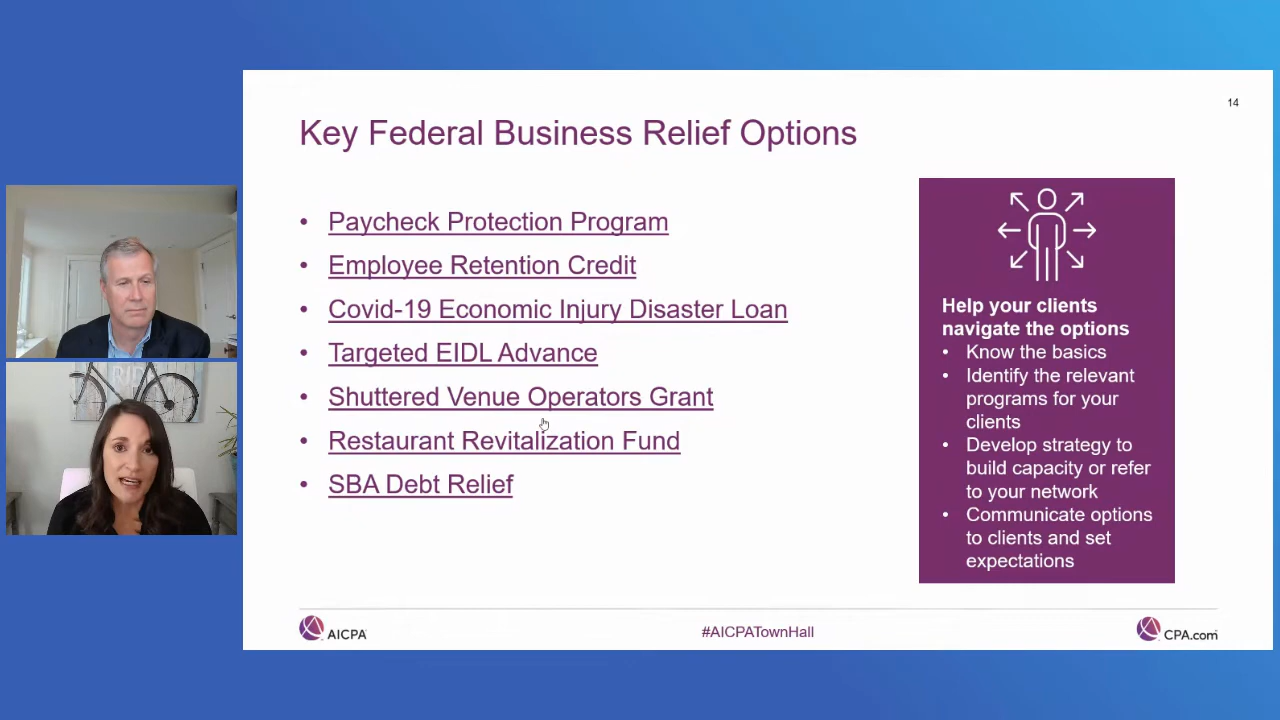 14
Key Federal Business Relief Options
• Paycheck Protection Program
• Employee Retention Credit
• Covid-19 Economic Injury Disaster Loan
• Targeted EIDL Advance
• Shuttered Venue Operators Grant
• Restaurant Revitalization Fund
• SBA Debt Relief
Help your clients
navigate the options
• Know the basics
• Identify the relevant
programs for your
clients
• Develop strategy to
build capacity or refer
to your network
• Communicate options
to clients and set
expectations
AICPA
#AICPATownHall
CPA.com